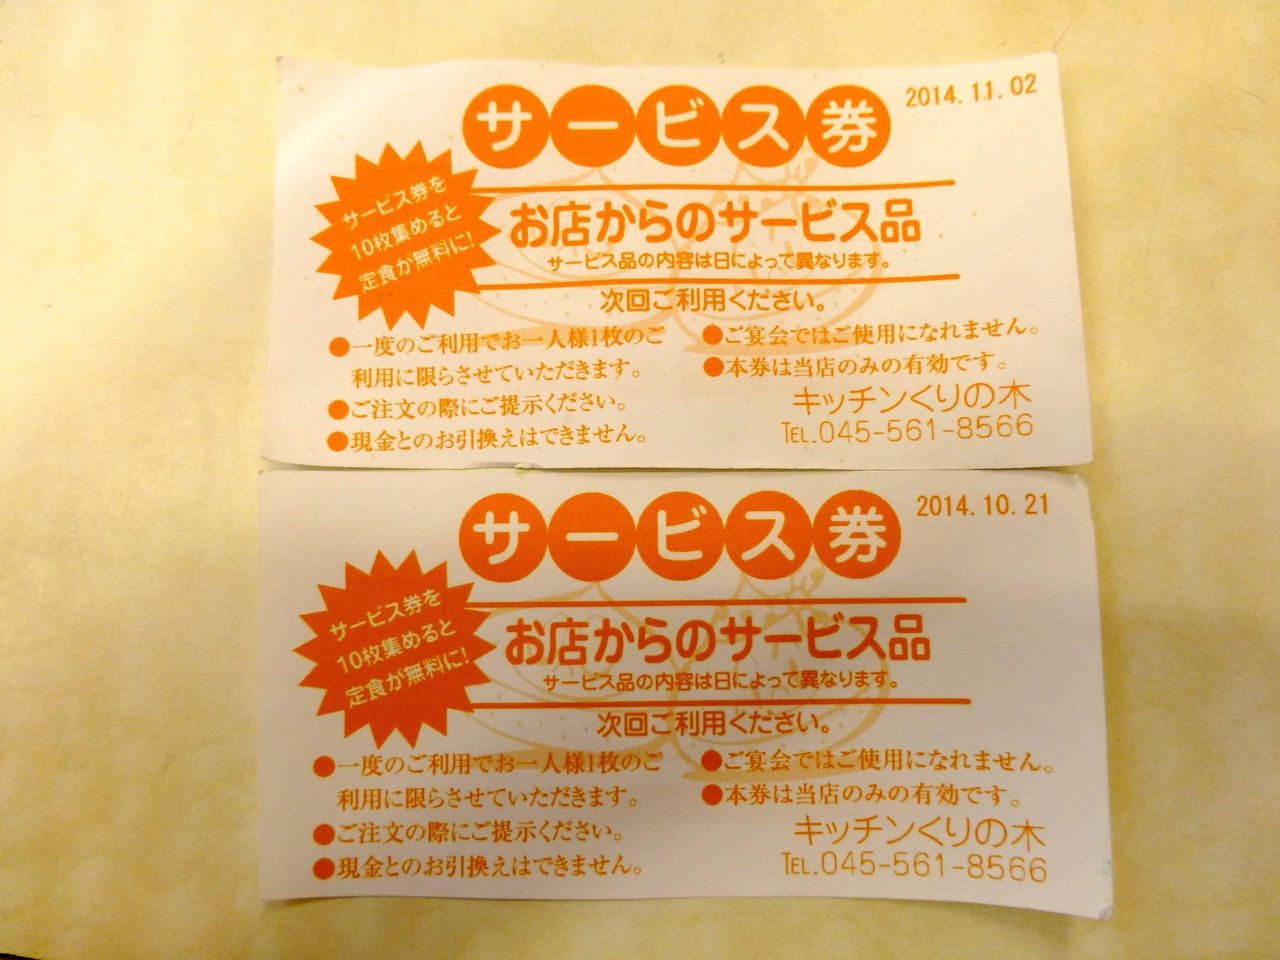 サービス券
2014.11.02
サービス券を
10枚集めると
定食が無料に!
お店からのサービス品
サービス品の内容は日によって異なります。
次回ご利用ください。
●一度のご利用でお一人様1枚のご
利用に限らさせていただきます。
●ご注文の際にご提示ください。
●現金とのお引換えはできません。
●ご宴会ではご使用になれません。
●本券は当店のみの有効です。
キッチンくりの木
TEL.045-561-8566
サービス券
2014.10.21
サービス券を
10枚集めると
定食が無料に!
お店からのサービス品
サービス品の内容は日によって異なります。
次回ご利用ください。
●一度のご利用でお一人様1枚のご
利用に限らさせていただきます。
●ご注文の際にご提示ください。
●現金とのお引換えはできません。
●ご宴会ではご使用になれません。
●本券は当店のみの有効です。
キッチンくりの木
TEL.045-561-8566